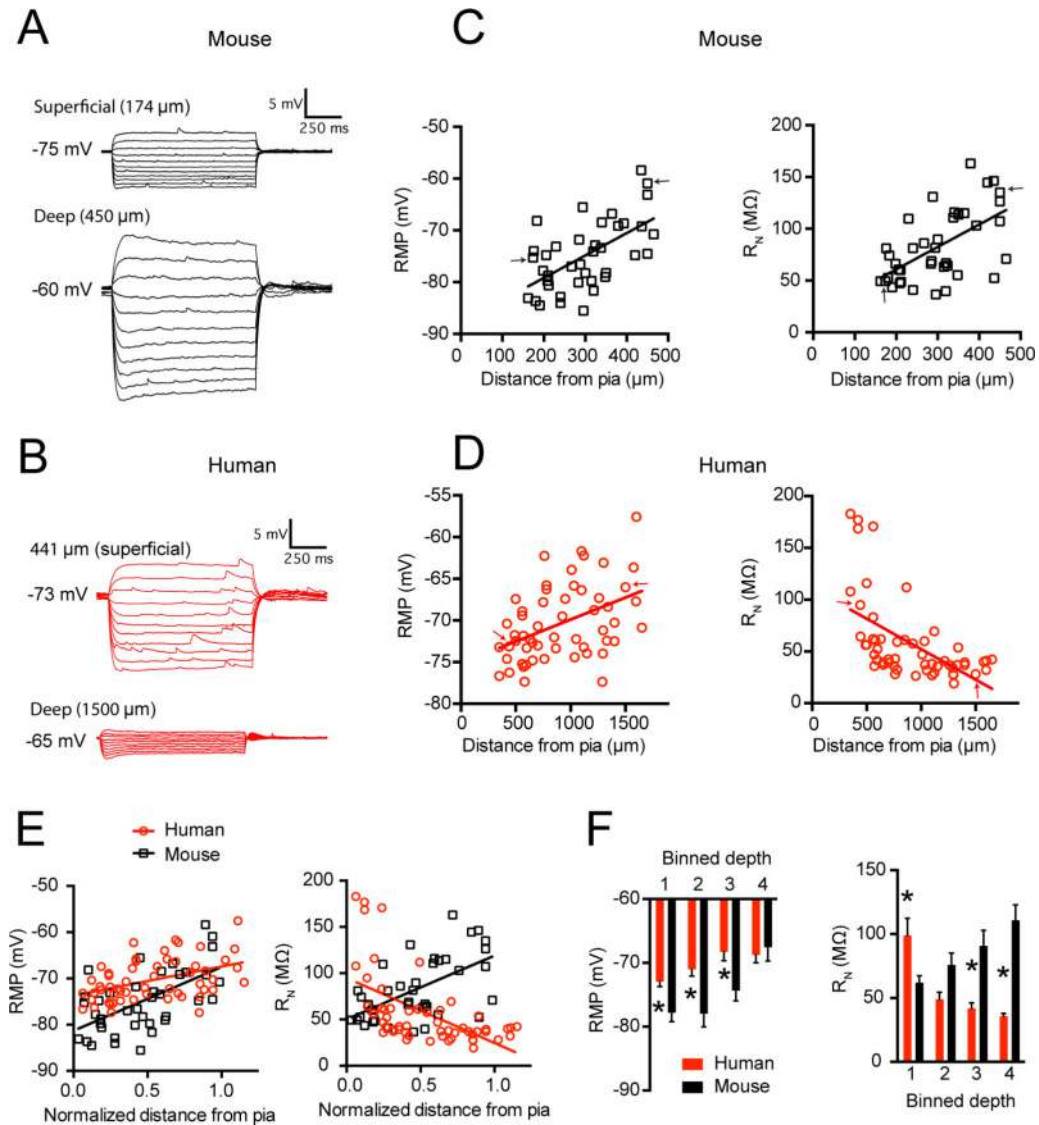 A
Mouse
Superficial (174 μm)
5 mV
250 ms
-75 mV
Deep (450 μm)
-60 mV
B
Human
441 μm (superficial)
5 mV
250 ms
-73 mV
Deep (1500 μm)
-65 mV
C
Mouse
RMP (mV)
-50
-60
-70
-80
-90
0 100 200 300 400 500
Distance from pia (μm)
R_N (MΩ)
200
150
100
50
0
0 100 200 300 400 500
Distance from pia (μm)
D
Human
RMP (mV)
-55
-60
-65
-70
-75
-80
0 500 1000 1500
Distance from pia (μm)
R_N (MΩ)
200
150
100
50
0
0 500 1000 1500
Distance from pia (μm)
E
Human
Mouse
RMP (mV)
-50
-60
-70
-80
-90
0.0 0.5 1.0
Normalized distance from pia
R_N (MΩ)
200
150
100
50
0
0.0 0.5 1.0
Normalized distance from pia
F
Binned depth
1 2 3 4
RMP (mV)
-60
-70
-80
-90
* * *
Human
Mouse
R_N (MΩ)
150
100
50
0
* * *
1 2 3 4
Binned depth